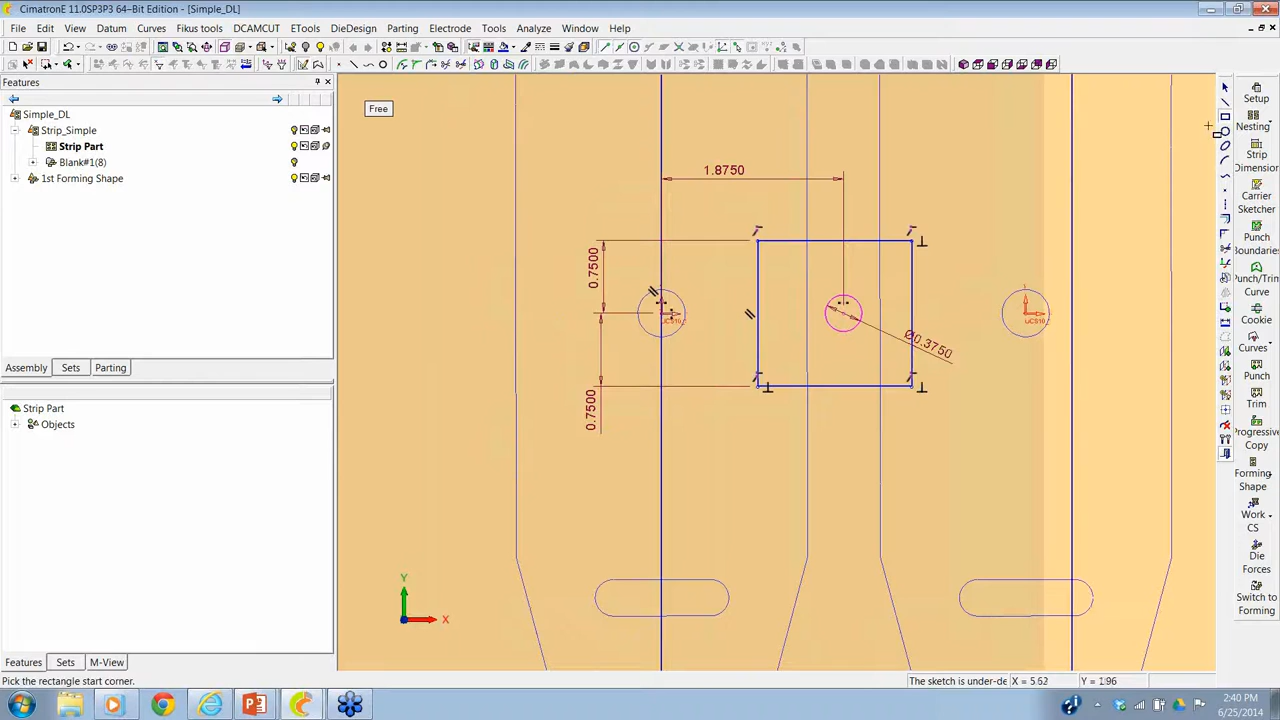 CimatronE 11.0SP3P3 64-Bit Edition - [Simple_DL]
File Edit View Datum Curves Fikus tools DCAMCUT ETools DieDesign Parting Electrode Tools Analyze Window Help
Features
Simple_DL
Strip_Simple
Strip Part
Blank#1(8)
1st Forming Shape
Assembly Sets Parting
Strip Part
Objects
Features Sets M-View
Free
1.8750
0.7500
0.7500
Ø0.3750
Y
X
Setup
Nesting
Strip
Dimension
Carrier
Sketcher
Punch
Boundaries
Punch/Trim
Curve
Cookie
Curves
Punch
Trim
Progressive
Copy
Forming
Shape
Work
CS
Die
Forces
Switch to
Forming
Pick the rectangle start corner.
The sketch is under-de
X = 5.62
Y = 1.96
2:40 PM
6/25/2014